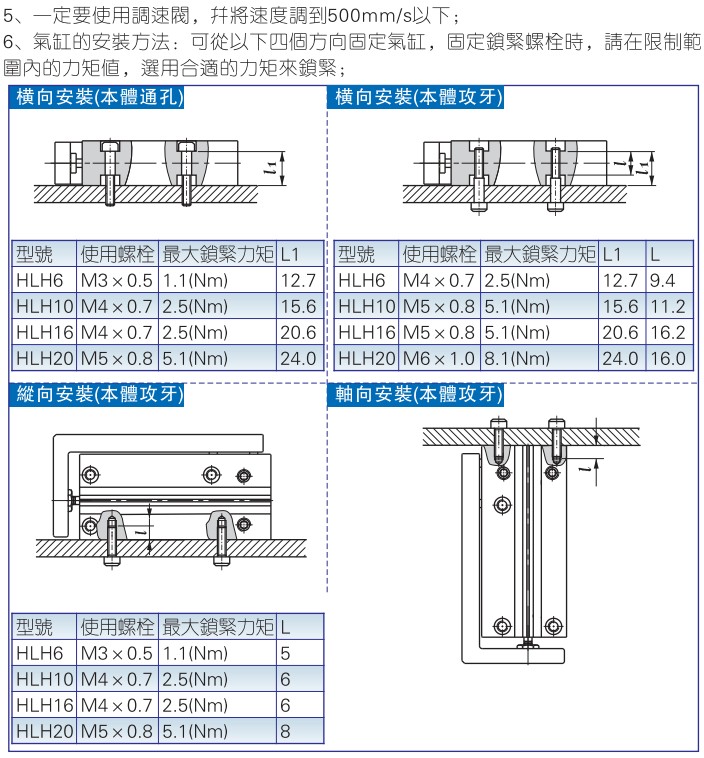 5、一定要使用調速閥，幷將速度調到500mm/s以下；
6、氣缸的安裝方法：可從以下四個方向固定氣缸，固定鎖緊螺栓時，請在限制範
圍內的力矩值，選用合適的力矩來鎖緊；
橫向安裝(本體通孔)
l1
型號 使用螺栓 最大鎖緊力矩 L1
HLH6 M3×0.5 1.1(Nm) 12.7
HLH10 M4×0.7 2.5(Nm) 15.6
HLH16 M4×0.7 2.5(Nm) 20.6
HLH20 M5×0.8 5.1(Nm) 24.0
橫向安裝(本體攻牙)
l l1
型號 使用螺栓 最大鎖緊力矩 L1 L
HLH6 M4×0.7 2.5(Nm) 12.7 9.4
HLH10 M5×0.8 5.1(Nm) 15.6 11.2
HLH16 M5×0.8 5.1(Nm) 20.6 16.2
HLH20 M6×1.0 8.1(Nm) 24.0 16.0
縱向安裝(本體攻牙)
l
型號 使用螺栓 最大鎖緊力矩 L
HLH6 M3×0.5 1.1(Nm) 5
HLH10 M4×0.7 2.5(Nm) 6
HLH16 M4×0.7 2.5(Nm) 6
HLH20 M5×0.8 5.1(Nm) 8
軸向安裝(本體攻牙)
l